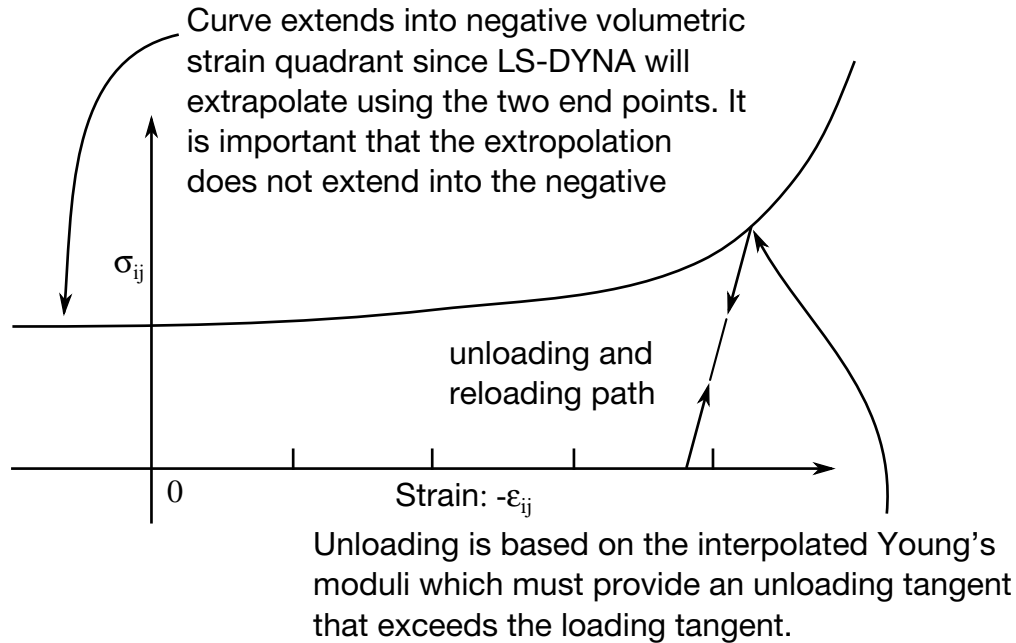 Curve extends into negative volumetric
strain quadrant since LS-DYNA will
extrapolate using the two end points. It
is important that the extropolation
does not extend into the negative
σij
unloading and
reloading path
0
Strain: -εij
Unloading is based on the interpolated Young's
moduli which must provide an unloading tangent
that exceeds the loading tangent.